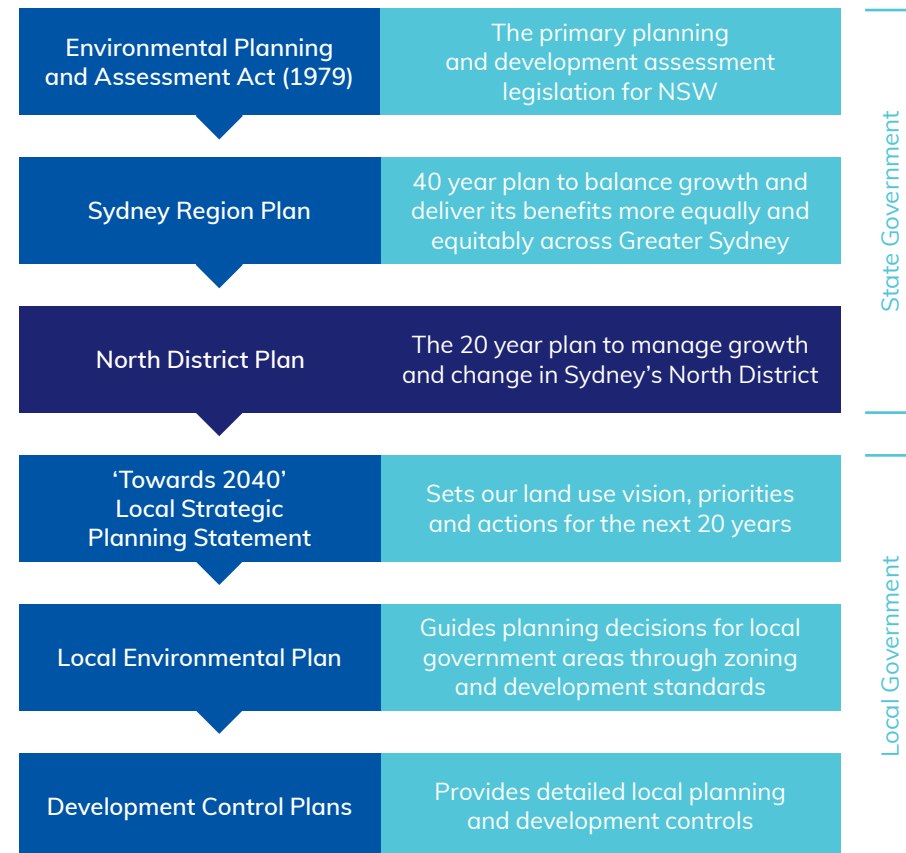 Environmental Planning
and Assessment Act (1979)
The primary planning
and development assessment
legislation for NSW
Sydney Region Plan
40 year plan to balance growth and
deliver its benefits more equally and
equitably across Greater Sydney
North District Plan
The 20 year plan to manage growth
and change in Sydney’s North District
State Government
‘Towards 2040’
Local Strategic
Planning Statement
Sets our land use vision, priorities
and actions for the next 20 years
Local Environmental Plan
Guides planning decisions for local
government areas through zoning
and development standards
Development Control Plans
Provides detailed local planning
and development controls
Local Government